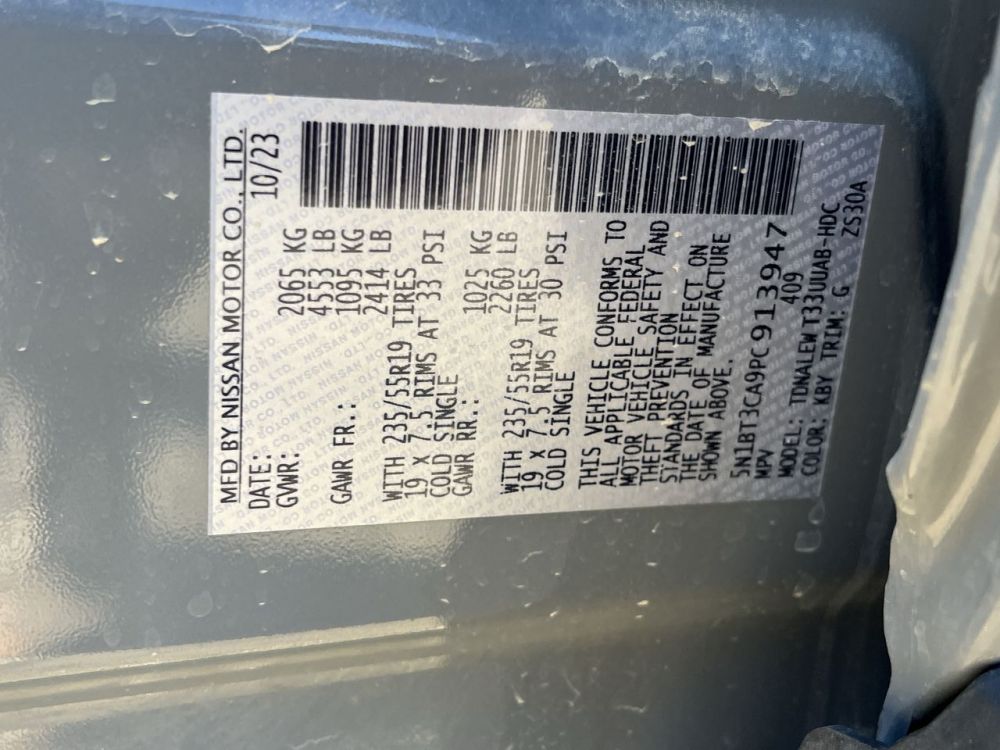 MFD BY NISSAN MOTOR CO., LTD.
DATE: 10/23
GVWR: 2065 KG
4553 LB
GAWR FR.: 1095 KG
2414 LB
WITH 235/55R19 TIRES
19 X 7.5 RIMS AT 33 PSI
COLD SINGLE
GAWR RR.: 1025 KG
2260 LB
WITH 235/55R19 TIRES
19 X 7.5 RIMS AT 30 PSI
COLD SINGLE
THIS VEHICLE CONFORMS TO
ALL APPLICABLE FEDERAL
MOTOR VEHICLE SAFETY AND
THEFT PREVENTION
STANDARDS IN EFFECT ON
THE DATE OF MANUFACTURE
SHOWN ABOVE.
5N1BT3CA9PC913947
MPV 409
MODEL: TDNALEWT33UUAB-HDC
COLOR: KBY TRIM: G ZS30A